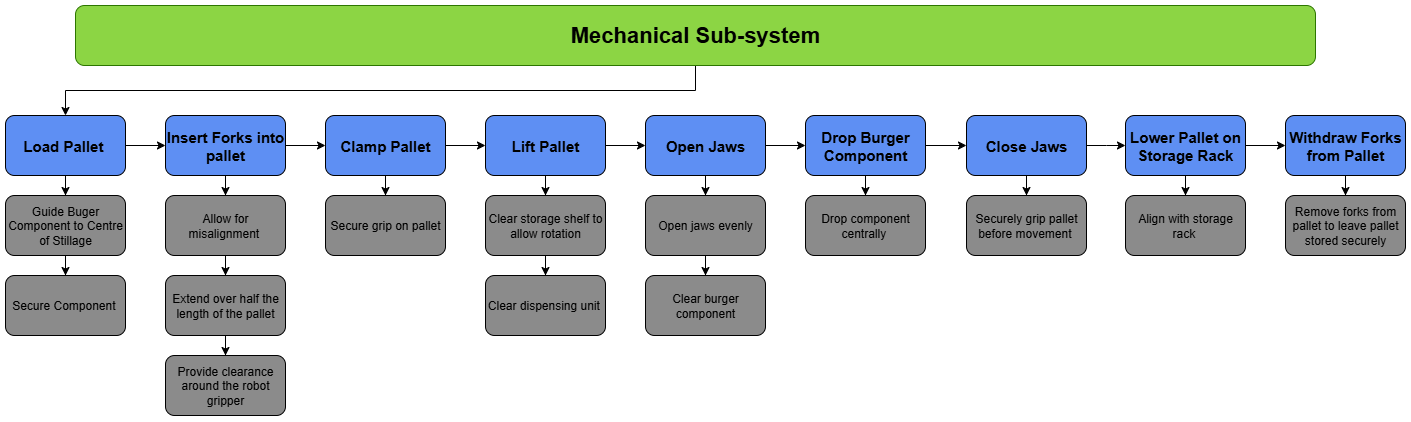 Mechanical Sub-system
Load Pallet
Insert Forks into
pallet
Clamp Pallet
Lift Pallet
Open Jaws
Drop Burger
Component
Close Jaws
Lower Pallet on
Storage Rack
Withdraw Forks
from Pallet
Guide Buger
Component to Centre
of Stillage
Allow for
misalignment
Secure grip on pallet
Clear storage shelf to
allow rotation
Open jaws evenly
Drop component
centrally
Securely grip pallet
before movement
Align with storage
rack
Remove forks from
pallet to leave pallet
stored securely
Secure Component
Extend over half the
length of the pallet
Clear dispensing unit
Clear burger
component
Provide clearance
around the robot
gripper